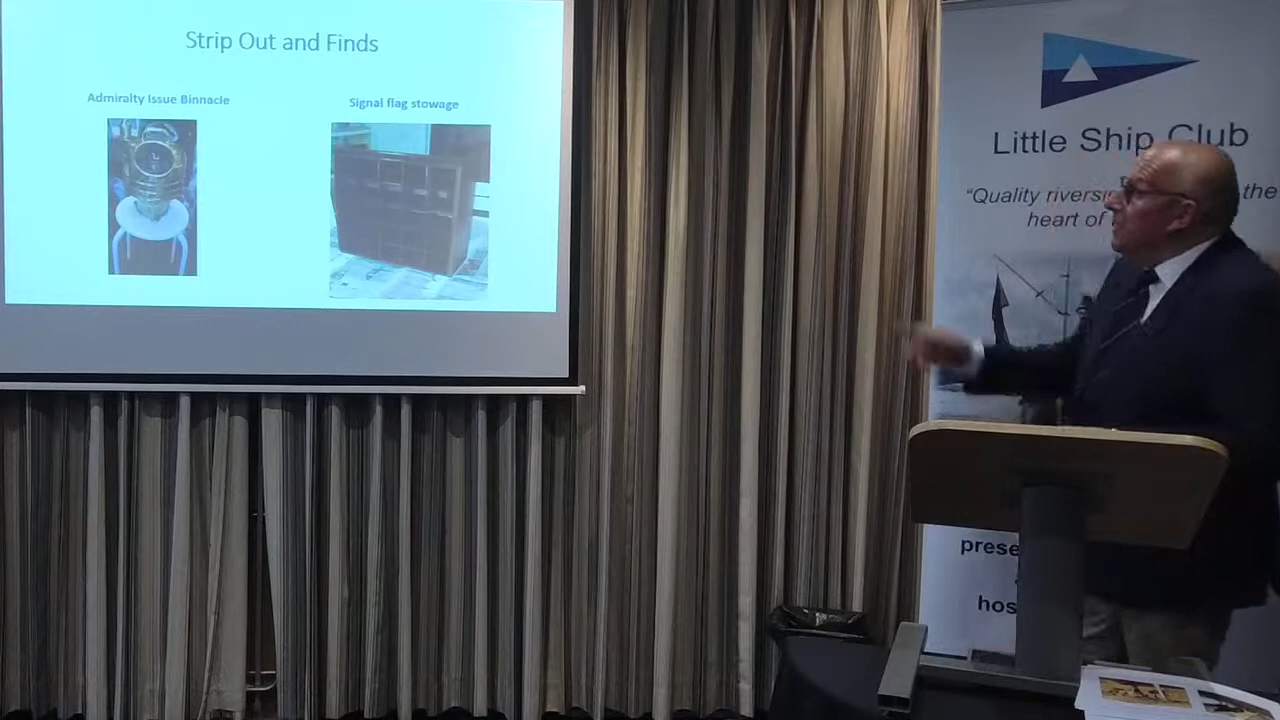 Strip Out and Finds
Admiralty Issue Binnacle
Signal flag stowage
Little Ship Club
“Quality riversi
the
heart of
prese
hos